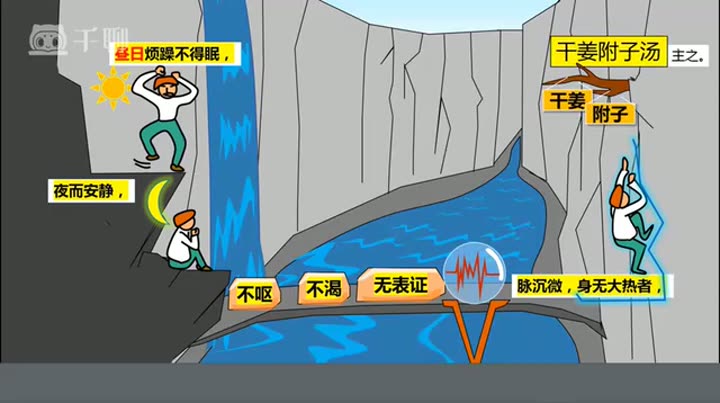 千聊
昼日烦躁不得眠，
夜而安静，
不呕
不渴
无表证
脉沉微，身无大热者，
干姜附子汤
主之。
干姜
附子